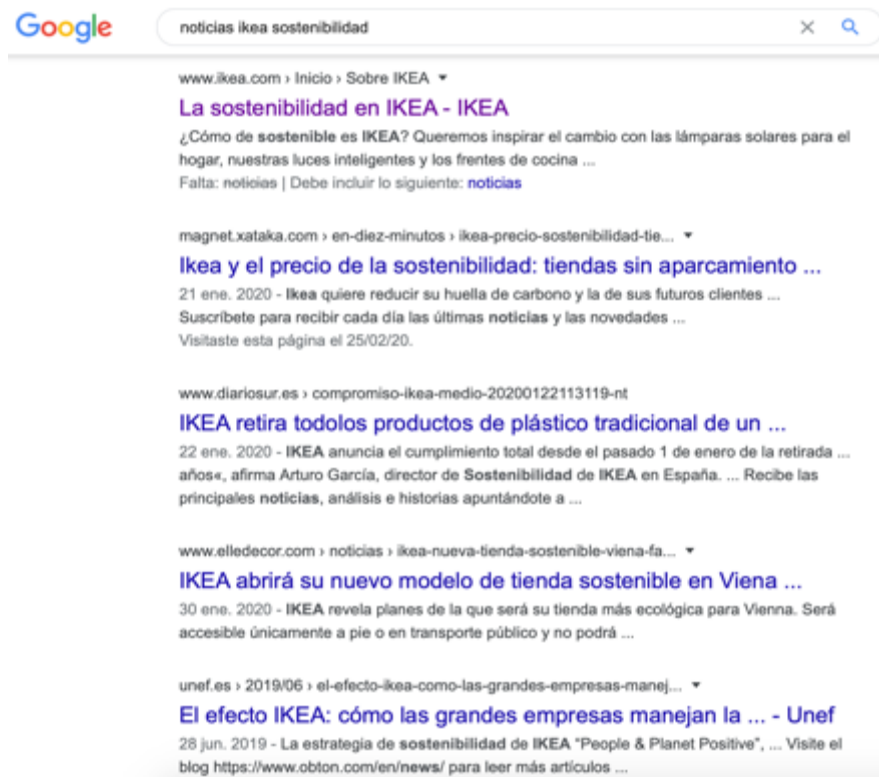 Google
noticias ikea sostenibilidad
www.ikea.com › Inicio › Sobre IKEA
La sostenibilidad en IKEA - IKEA
¿Cómo de sostenible es IKEA? Queremos inspirar el cambio con las lámparas solares para el
hogar, nuestras luces inteligentes y los frentes de cocina ...
Falta: noticias | Debe incluir lo siguiente: noticias
magnet.xataka.com › en-diez-minutos › ikea-precio-sostenibilidad-tie...
Ikea y el precio de la sostenibilidad: tiendas sin aparcamiento ...
21 ene. 2020 - Ikea quiere reducir su huella de carbono y la de sus futuros clientes ...
Suscríbete para recibir cada día las últimas noticias y las novedades ...
Visitaste esta página el 25/02/20.
www.diariosur.es › compromiso-ikea-medio-20200122113119-nt
IKEA retira todolos productos de plástico tradicional de un ...
22 ene. 2020 - IKEA anuncia el cumplimiento total desde el pasado 1 de enero de la retirada ...
años«, afirma Arturo García, director de Sostenibilidad de IKEA en España. ... Recibe las
principales noticias, análisis e historias apuntándote a ...
www.elledecor.com › noticias › ikea-nueva-tienda-sostenible-viena-fa...
IKEA abrirá su nuevo modelo de tienda sostenible en Viena ...
30 ene. 2020 - IKEA revela planes de la que será su tienda más ecológica para Vienna. Será
accesible únicamente a pie o en transporte público y no podrá ...
unef.es › 2019/06 › el-efecto-ikea-como-las-grandes-empresas-manej...
El efecto IKEA: cómo las grandes empresas manejan la ... - Unef
28 jun. 2019 - La estrategia de sostenibilidad de IKEA "People & Planet Positive", ... Visite el
blog https://www.obton.com/en/news/ para leer más artículos ...